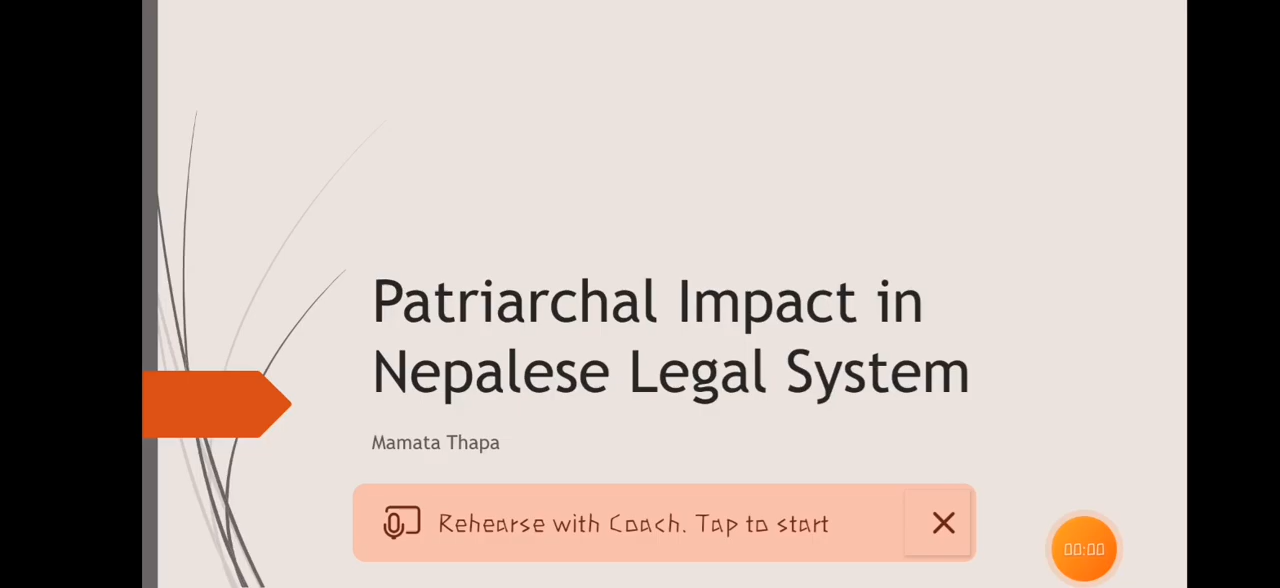 Patriarchal Impact in
Nepalese Legal System
Mamata Thapa
Rehearse with Coach. Tap to start
00:00